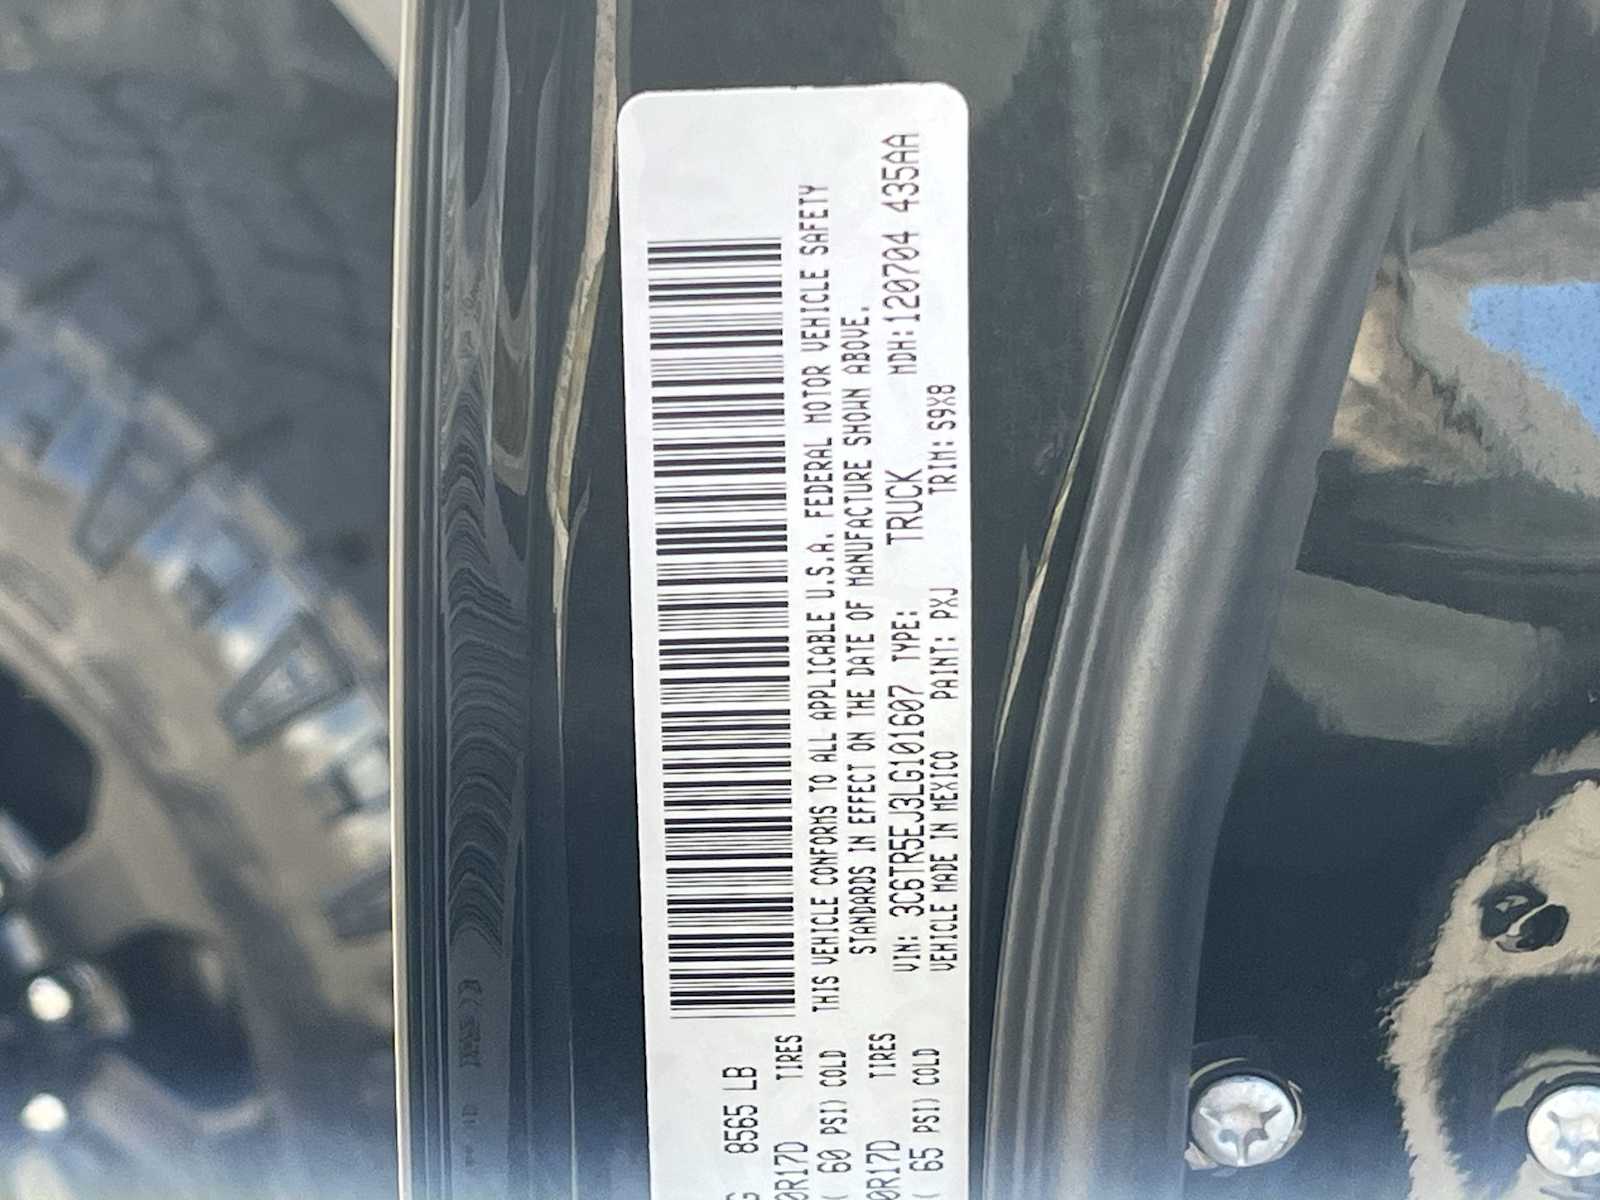 8565 LB
0R17D TIRES
( 60 PSI) COLD
0R17D TIRES
( 65 PSI) COLD
THIS VEHICLE CONFORMS TO ALL APPLICABLE U.S.A. FEDERAL MOTOR VEHICLE SAFETY
STANDARDS IN EFFECT ON THE DATE OF MANUFACTURE SHOWN ABOVE.
VIN: 3C6TR5EJ3LG101607 TYPE: TRUCK MDH: 120704 435AA
VEHICLE MADE IN MEXICO PAINT: PXJ TRIM: S9X8